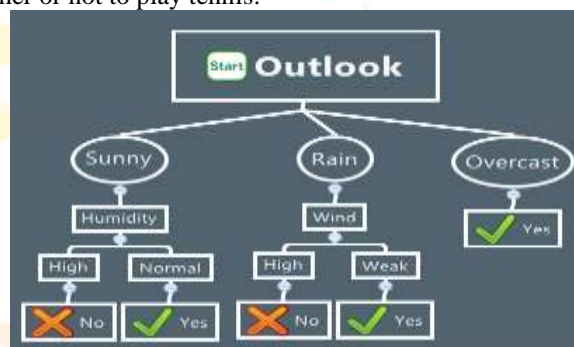 ner or not to play tennis.
Start Outlook
Sunny Rain Overcast
Humidity Wind Yes
High Normal High Weak
No Yes No Yes